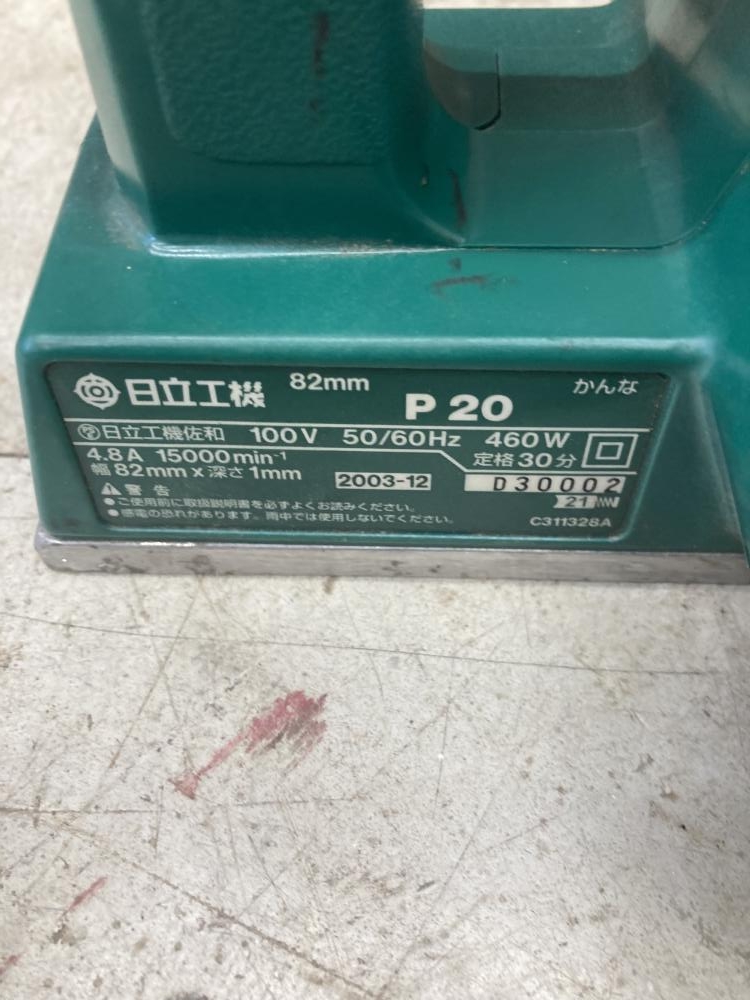 日立工機 82mm P 20 かんな
日立工機佐和 100V 50/60Hz 460W
4.8A 15000min⁻¹ 定格30分
幅82mm×深さ1mm 2003-12 D30002
警告 21
●ご使用前に取扱説明書を必ずよくお読みください。
●感電の恐れがあります。雨中では使用しないでください。 C311328A